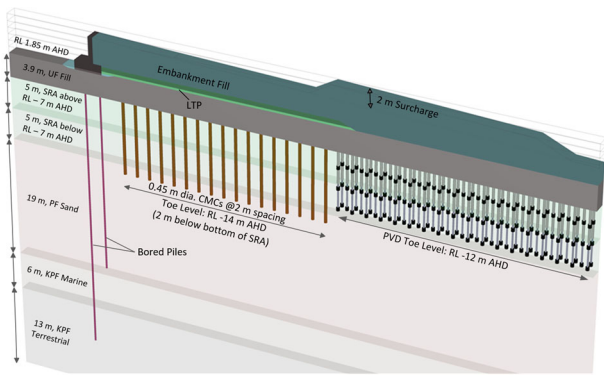 RL 1.85 m AHD
3.9 m, UF Fill
5 m, SRA above
RL – 7 m AHD
5 m, SRA below
RL – 7 m AHD
19 m, PF Sand
6 m, KPF Marine
13 m, KPF
Terrestrial
Embankment Fill
2 m Surcharge
LTP
0.45 m dia. CMCs @2 m spacing
Toe Level: RL -14 m AHD
(2 m below bottom of SRA)
PVD Toe Level: RL -12 m AHD
Bored Piles